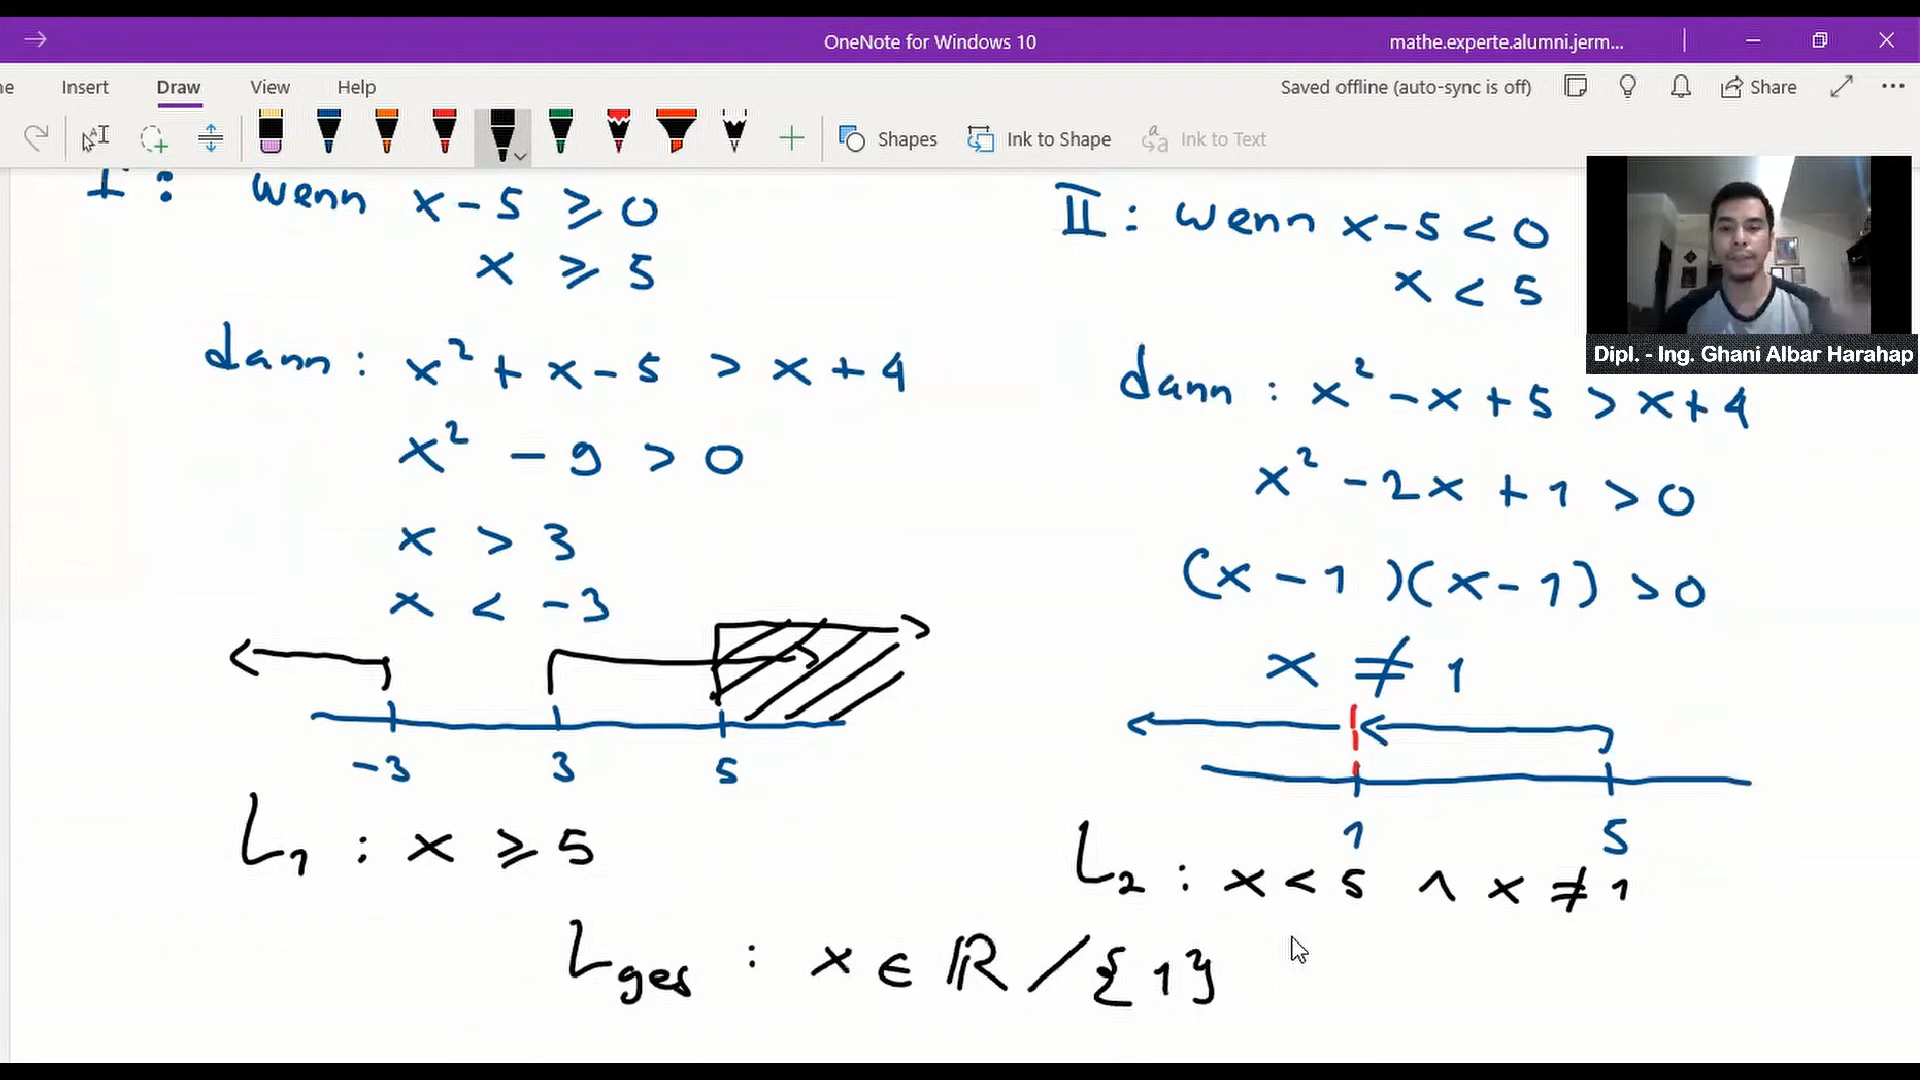 OneNote for Windows 10
mathe.experte.alumni.jerm...
Insert
Draw
View
Help
Saved offline (auto-sync is off)
Share
Shapes
Ink to Shape
Ink to Text
Dipl. - Ing. Ghani Albar Harahap
I : wenn x - 5 ≥ 0
x ≥ 5
dann : x² + x - 5 > x + 4
x² - 9 > 0
x > 3
x < -3
-3 3 5
L₁ : x ≥ 5
II : wenn x - 5 < 0
x < 5
dann : x² - x + 5 > x + 4
x² - 2x + 1 > 0
(x - 1)(x - 1) > 0
x ≠ 1
1 5
L₂ : x < 5 ∧ x ≠ 1
Lges : x ∈ ℝ / {1}